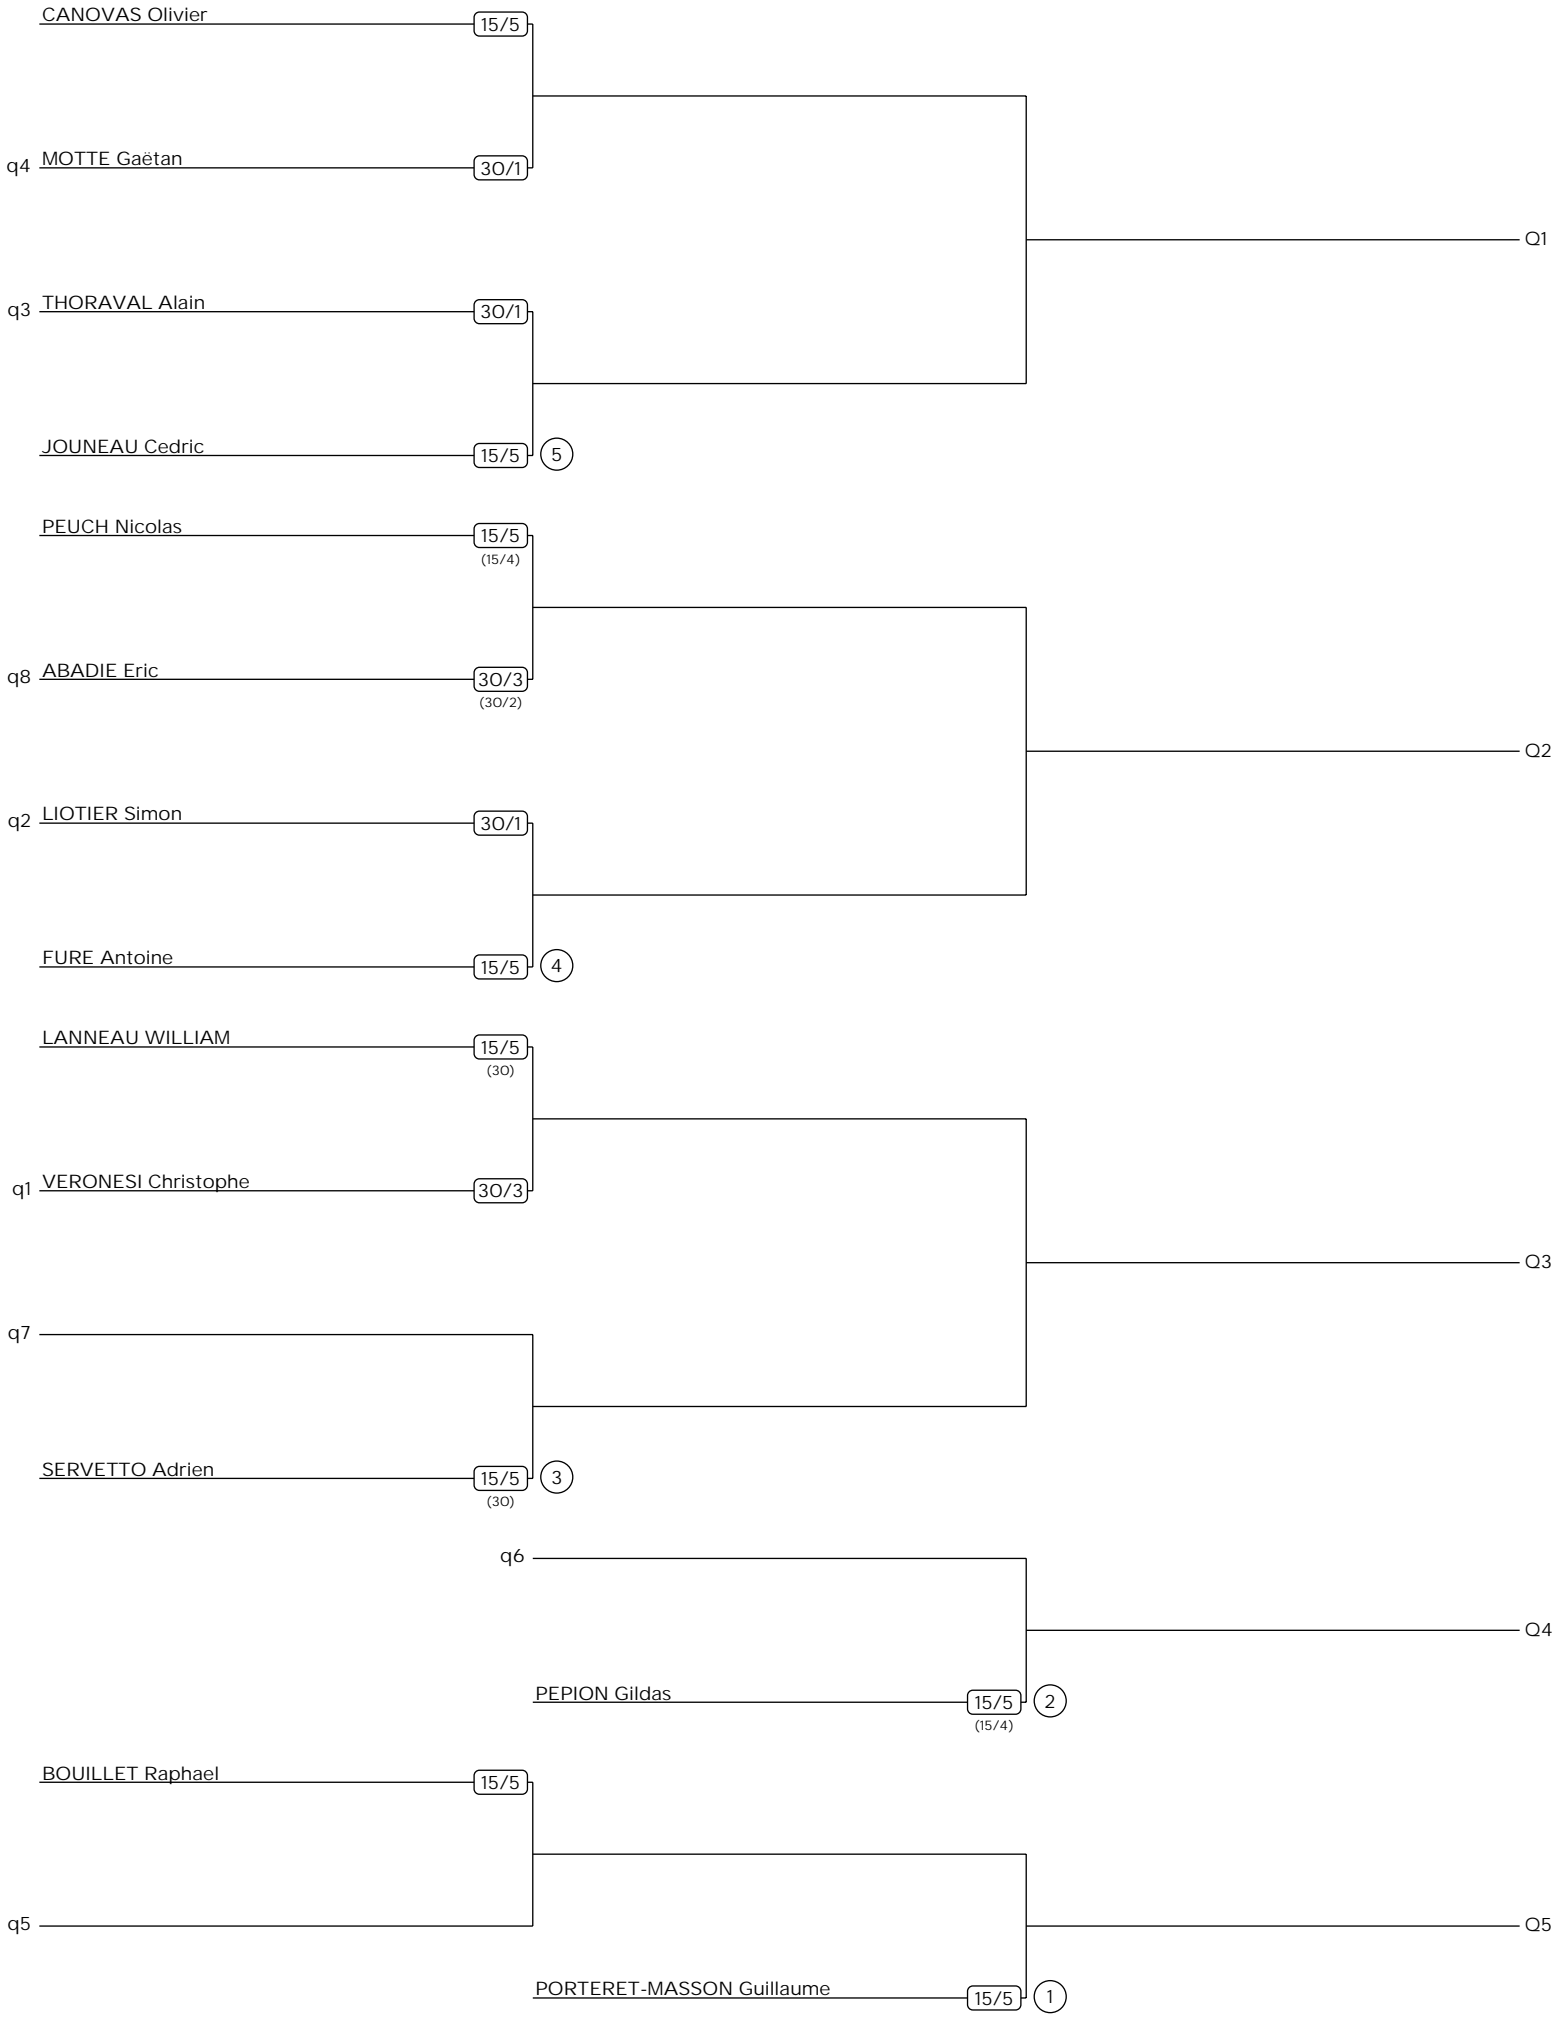 CANOVAS Olivier 15/5
q4 MOTTE Gaëtan 30/1
Q1
q3 THORAVAL Alain 30/1
JOUNEAU Cedric 15/5 5
PEUCH Nicolas 15/5
(15/4)
q8 ABADIE Eric 30/3
(30/2)
Q2
q2 LIOTIER Simon 30/1
FURE Antoine 15/5 4
LANNEAU WILLIAM 15/5
(30)
q1 VERONESI Christophe 30/3
Q3
q7
SERVETTO Adrien 15/5 3
(30)
q6
Q4
PEPION Gildas 15/5 2
(15/4)
BOUILLET Raphael 15/5
q5
Q5
PORTERET-MASSON Guillaume 15/5 1